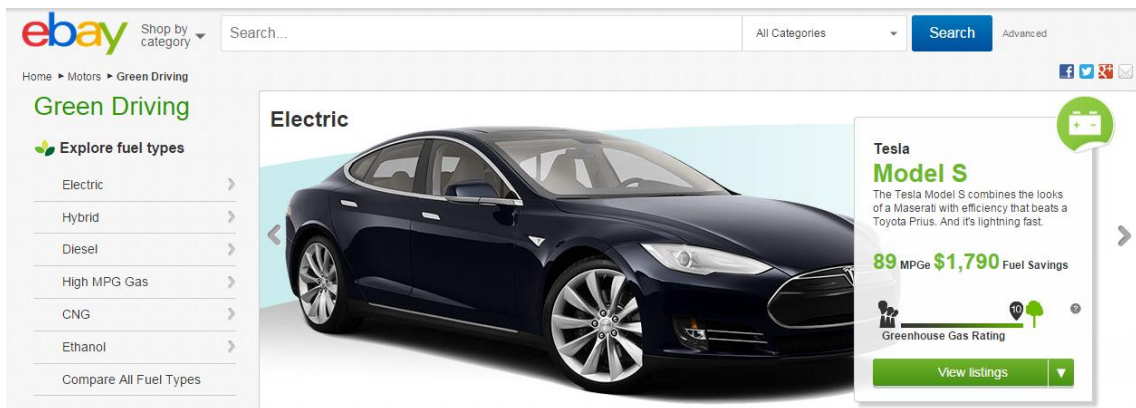 ebay
Shop by
category
Search...
All Categories
Search
Advanced
Home ▸ Motors ▸ Green Driving
Green Driving
Explore fuel types
Electric
Hybrid
Diesel
High MPG Gas
CNG
Ethanol
Compare All Fuel Types
Electric
Tesla
Model S
The Tesla Model S combines the looks
of a Maserati with efficiency that beats a
Toyota Prius. And it's lightning fast.
89 MPGe $1,790 Fuel Savings
10
?
Greenhouse Gas Rating
View listings